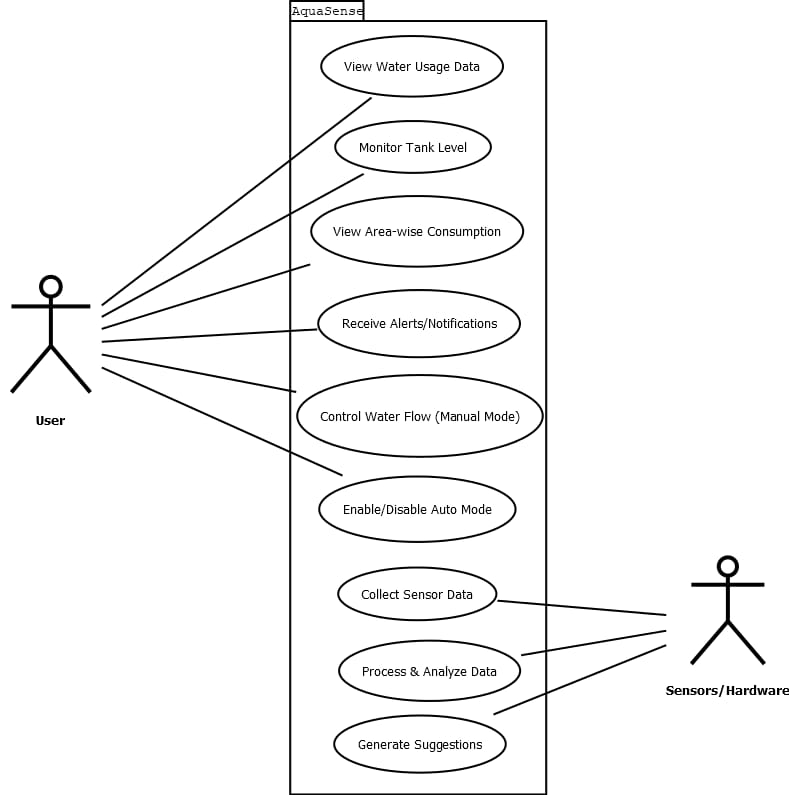 AquaSense
View Water Usage Data
Monitor Tank Level
View Area-wise Consumption
Receive Alerts/Notifications
Control Water Flow (Manual Mode)
User
Enable/Disable Auto Mode
Collect Sensor Data
Process & Analyze Data
Sensors/Hardware
Generate Suggestions